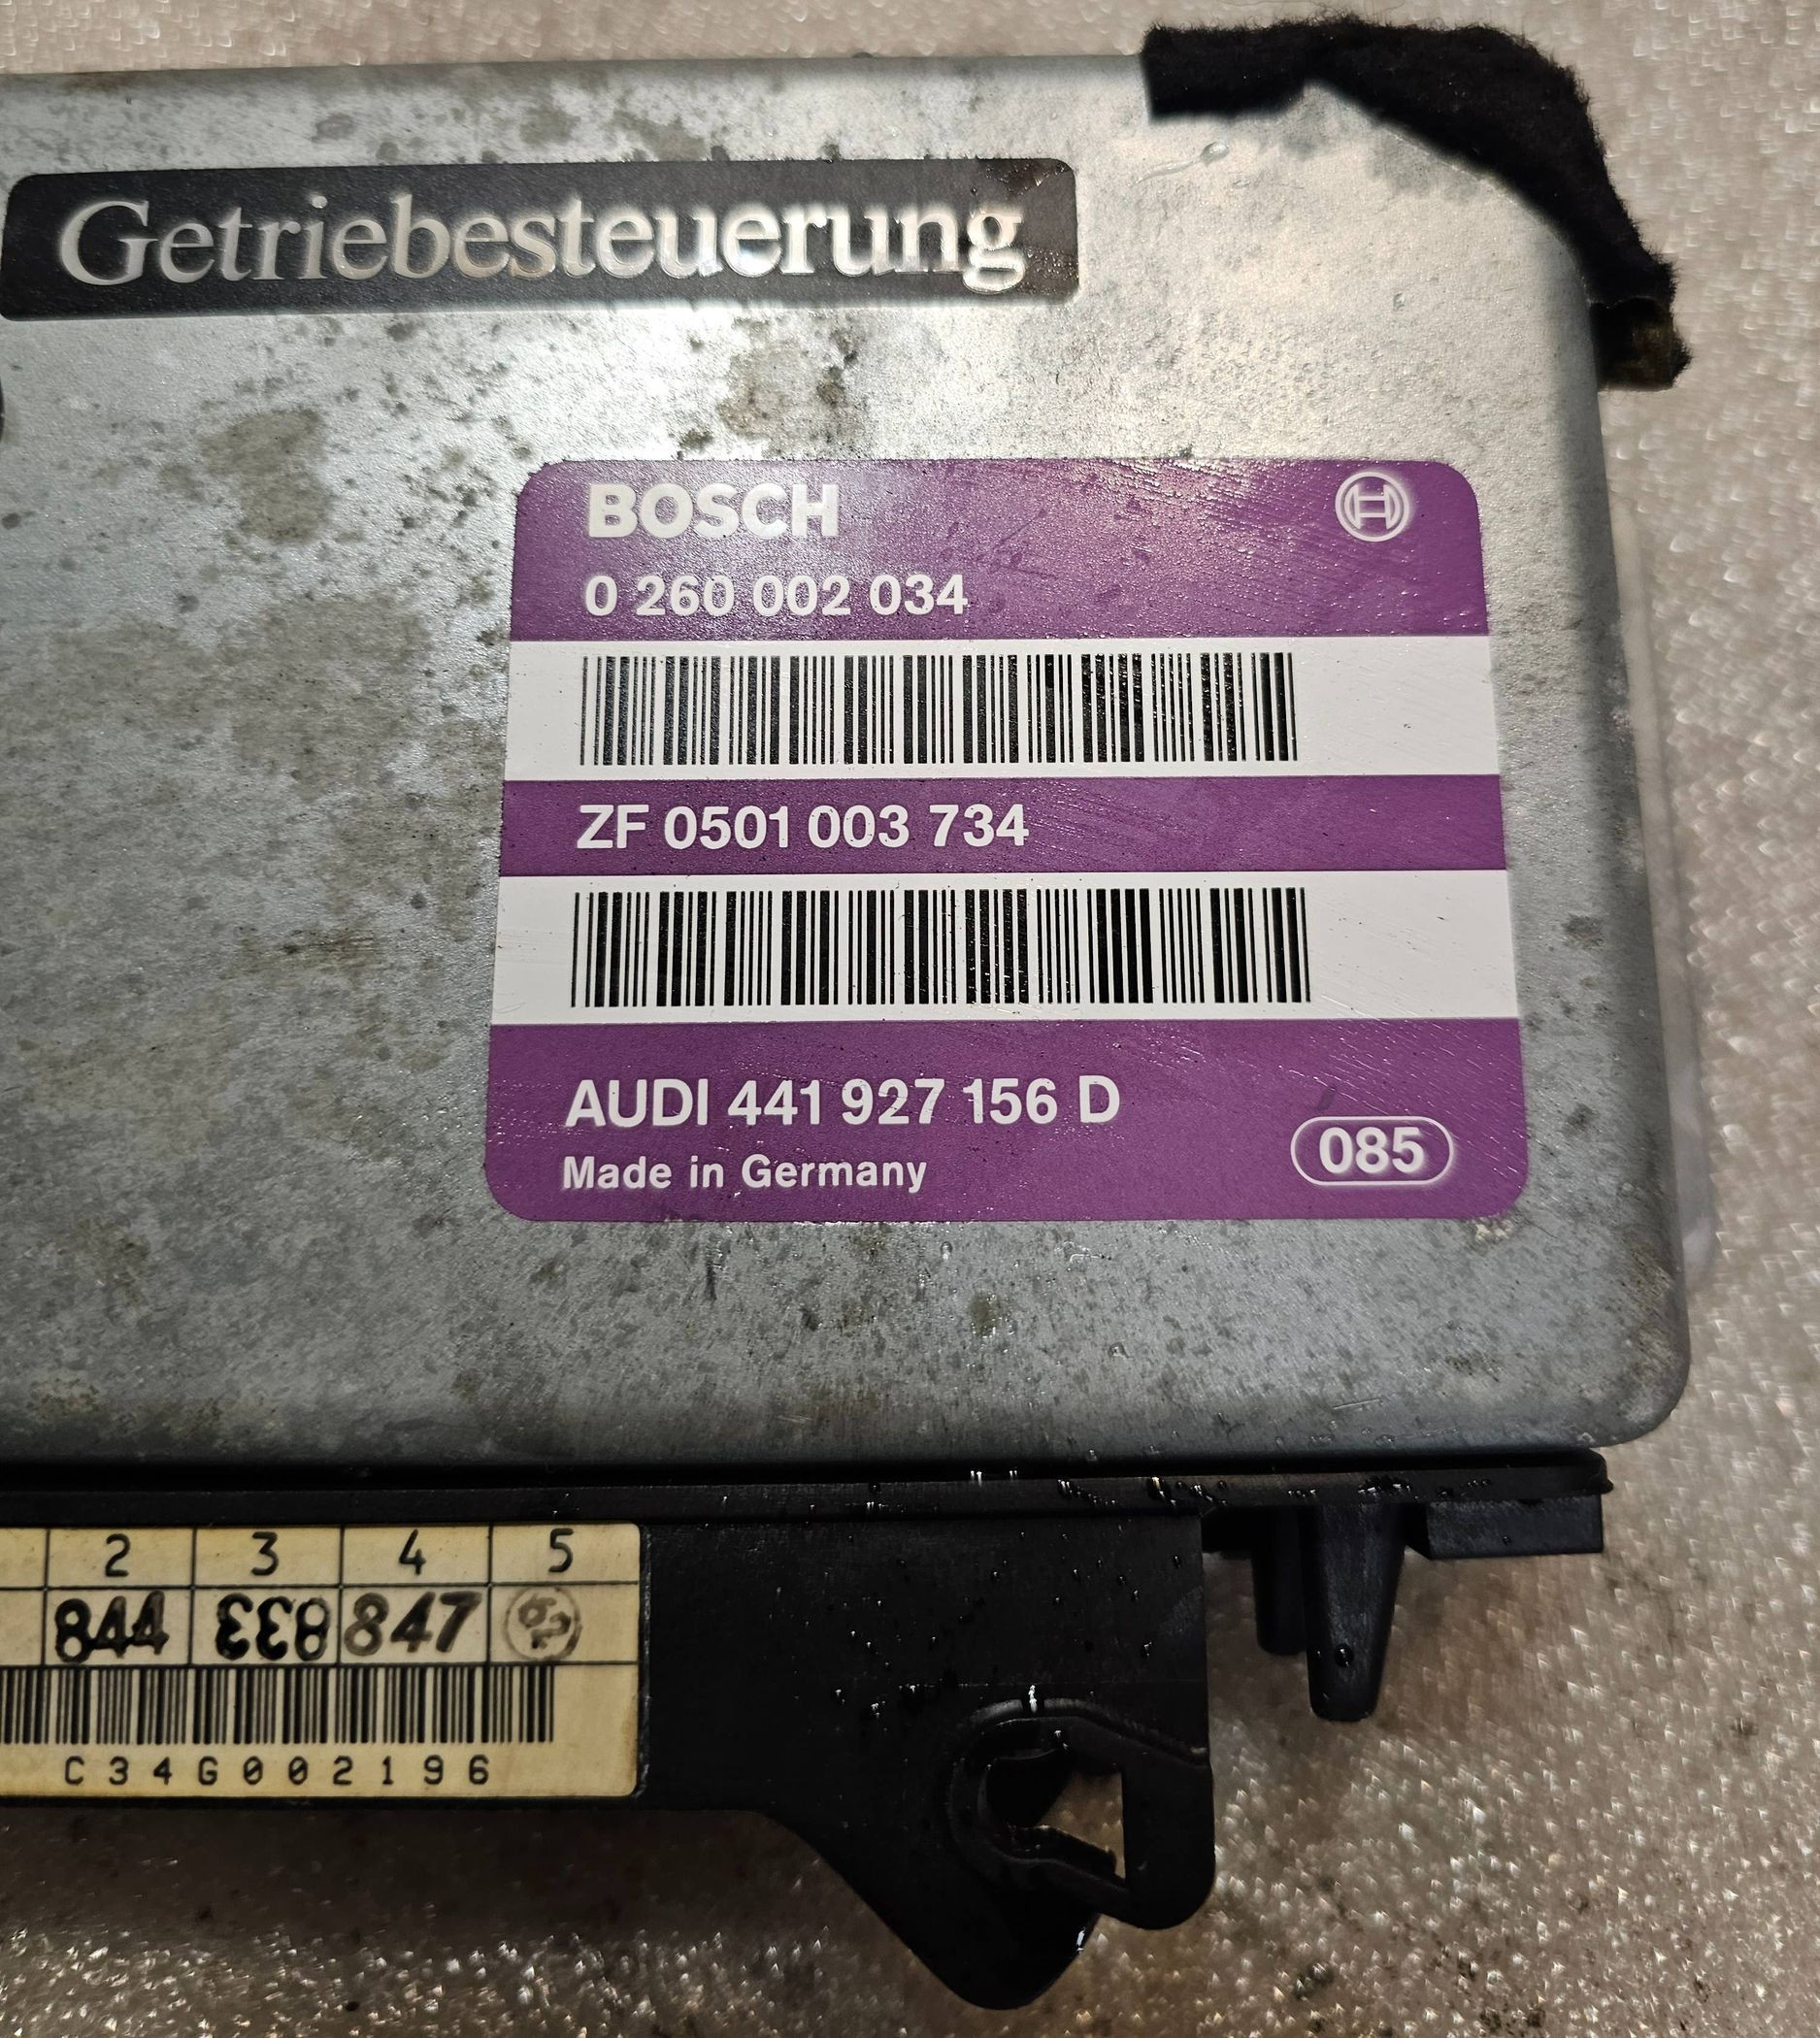 Getriebesteuerung
BOSCH
0 260 002 034
ZF 0501 003 734
AUDI 441 927 156 D
Made in Germany
085
2 3 4 5
844 833 847
C34G002196